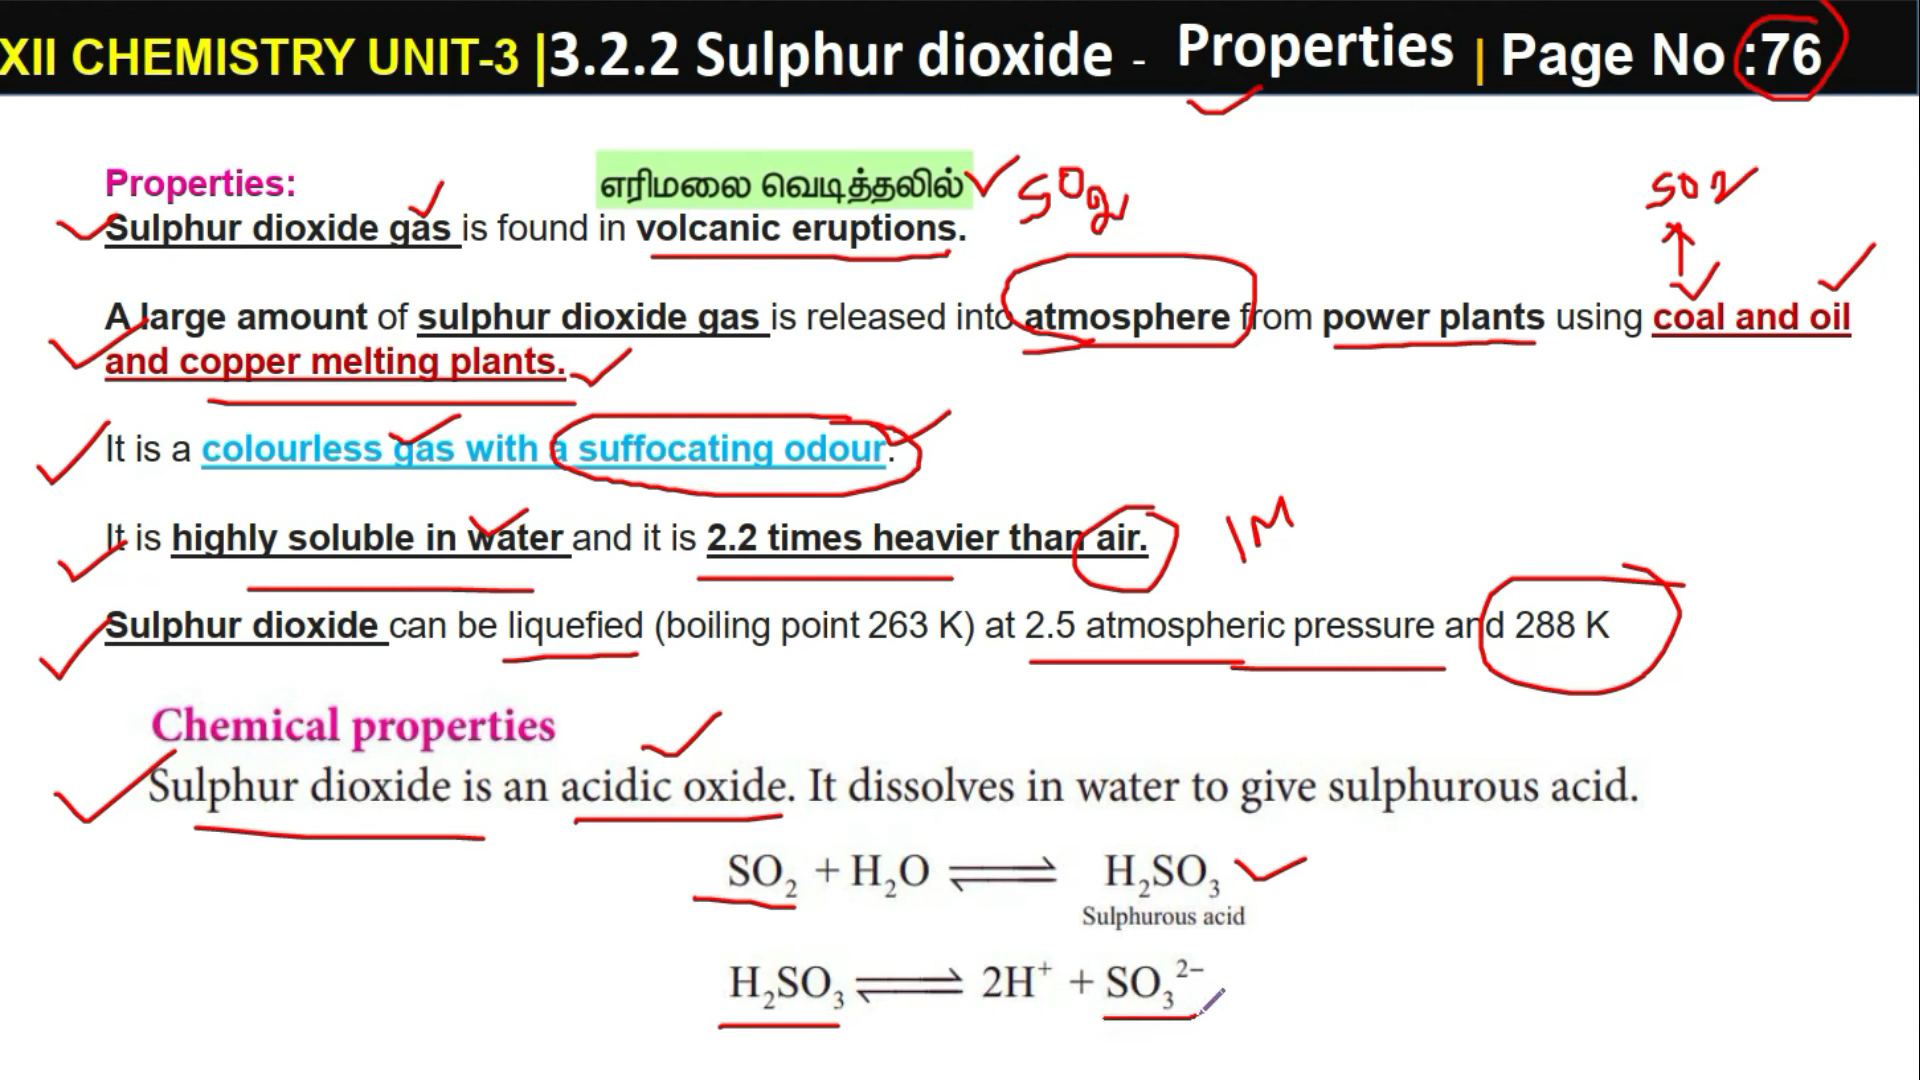 XII CHEMISTRY UNIT-3 |3.2.2 Sulphur dioxide - Properties | Page No :76
Properties:
எரிமலை வெடித்தலில்
SO2
SO2
Sulphur dioxide gas is found in volcanic eruptions.
A large amount of sulphur dioxide gas is released into atmosphere from power plants using coal and oil
and copper melting plants.
It is a colourless gas with a suffocating odour.
It is highly soluble in water and it is 2.2 times heavier than air.
1M
Sulphur dioxide can be liquefied (boiling point 263 K) at 2.5 atmospheric pressure and 288 K
Chemical properties
Sulphur dioxide is an acidic oxide. It dissolves in water to give sulphurous acid.
SO₂ + H₂O ⇌ H₂SO₃
Sulphurous acid
H₂SO₃ ⇌ 2H⁺ + SO₃²⁻